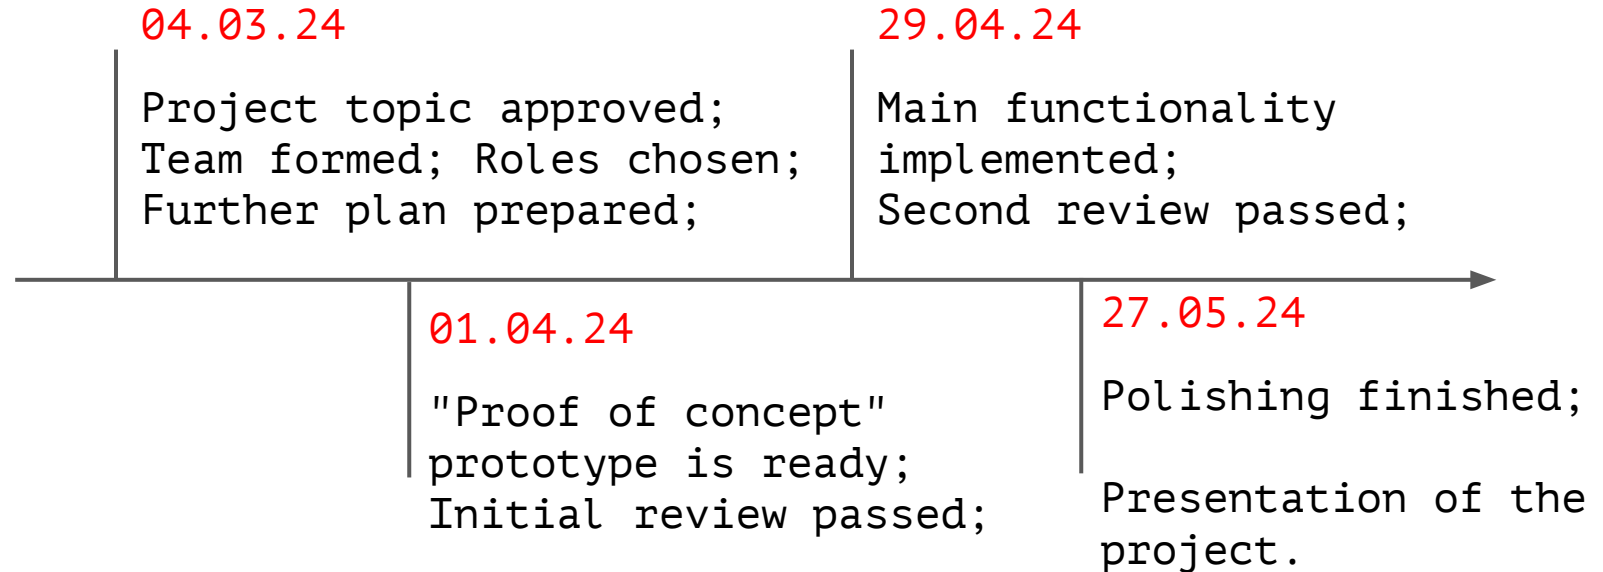 04.03.24
Project topic approved;
Team formed; Roles chosen;
Further plan prepared;
01.04.24
"Proof of concept"
prototype is ready;
Initial review passed;
29.04.24
Main functionality
implemented;
Second review passed;
27.05.24
Polishing finished;
Presentation of the
project.